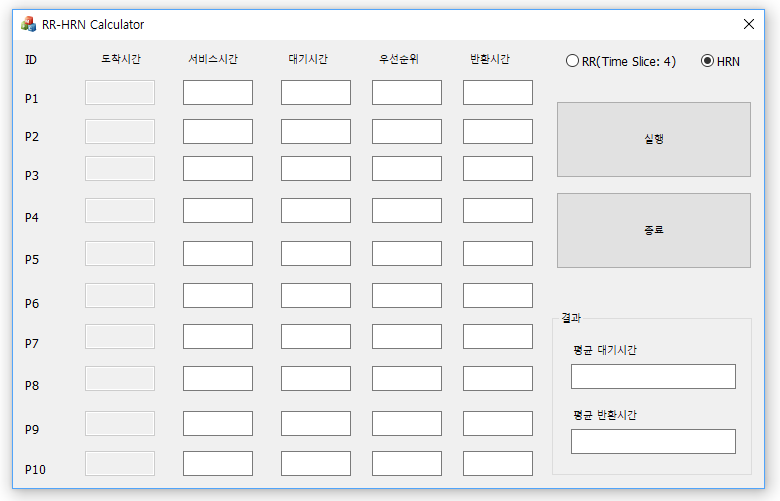 RR-HRN Calculator
ID 도착시간 서비스시간 대기시간 우선순위 반환시간
RR(Time Slice: 4) HRN
P1
P2
실행
P3
P4
종료
P5
P6
결과
P7
평균 대기시간
P8
평균 반환시간
P9
P10